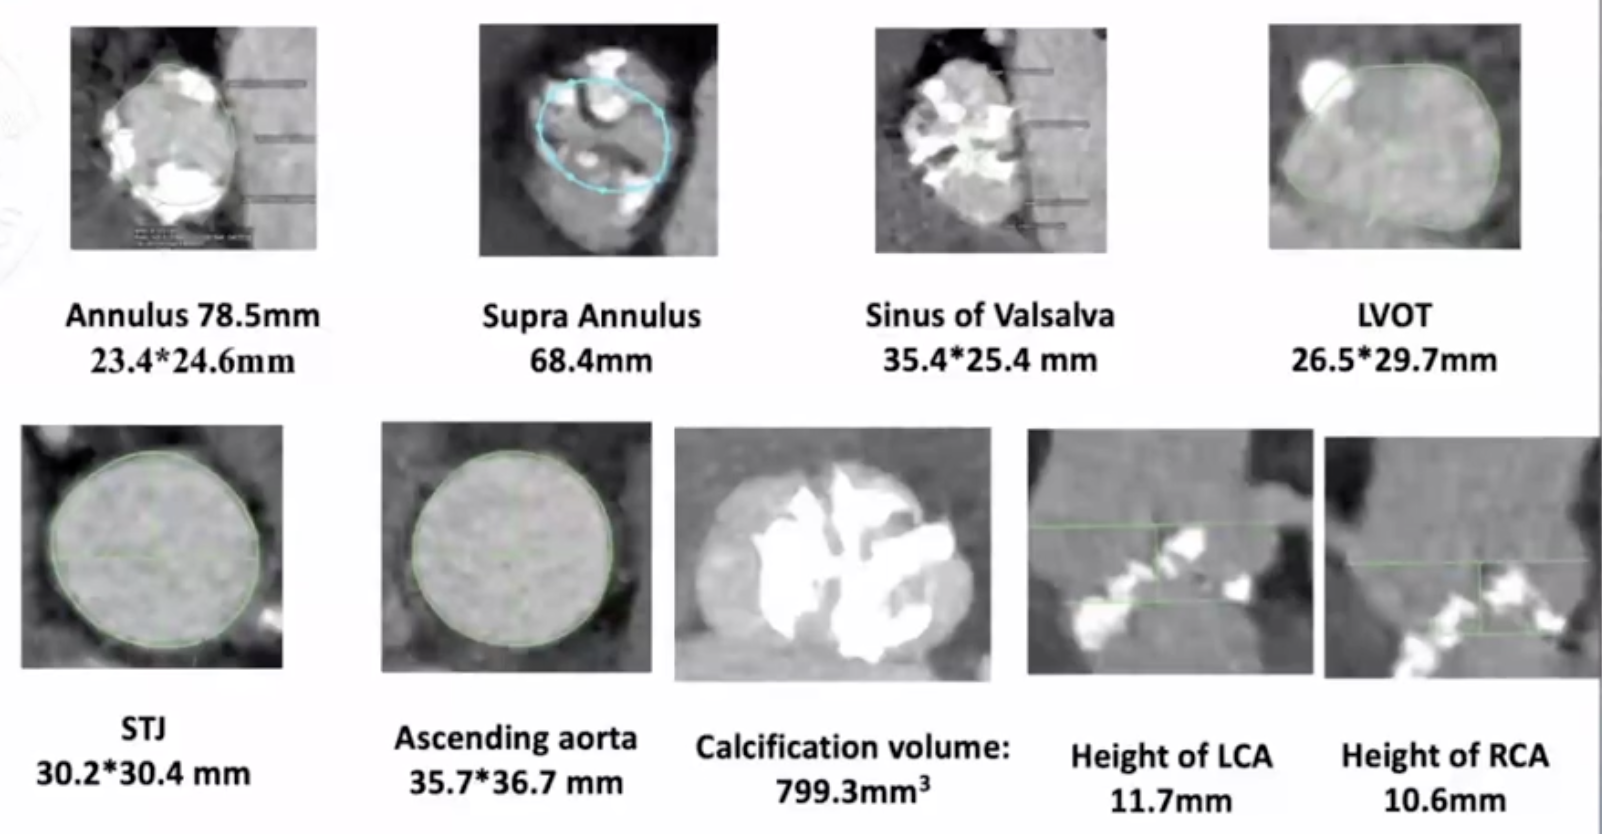 Annulus 78.5mm
23.4*24.6mm
Supra Annulus
68.4mm
Sinus of Valsalva
35.4*25.4 mm
LVOT
26.5*29.7mm
STJ
30.2*30.4 mm
Ascending aorta
35.7*36.7 mm
Calcification volume:
799.3mm³
Height of LCA
11.7mm
Height of RCA
10.6mm